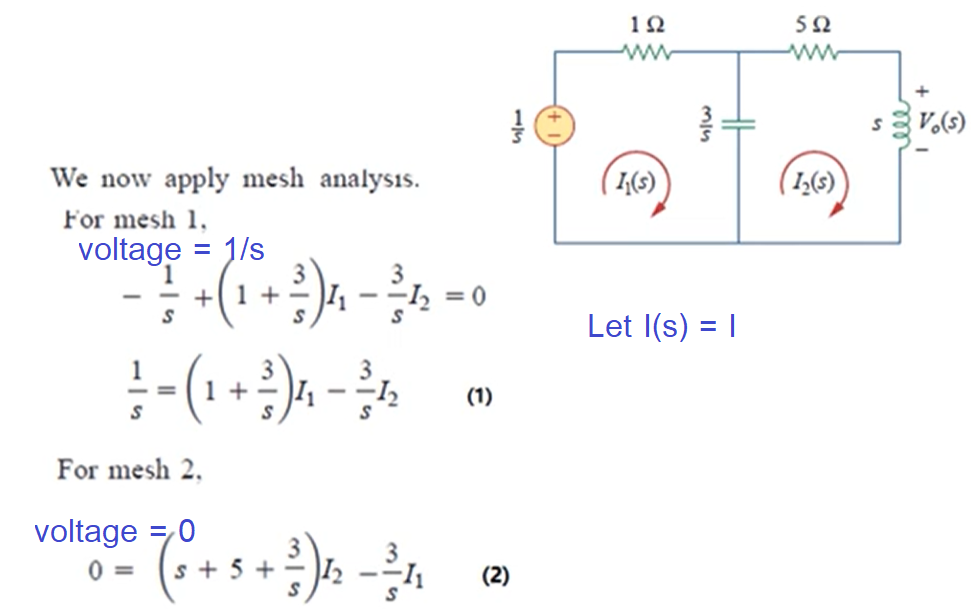 1 Ω 5 Ω
1/s + − 3/s s + V₀(s) −
I₁(s) I₂(s)
We now apply mesh analysis.
For mesh 1,
voltage = 1/s
− 1/s + (1 + 3/s) I₁ − 3/s I₂ = 0
Let I(s) = I
1/s = (1 + 3/s) I₁ − 3/s I₂ (1)
For mesh 2,
voltage = 0
0 = (s + 5 + 3/s) I₂ − 3/s I₁ (2)